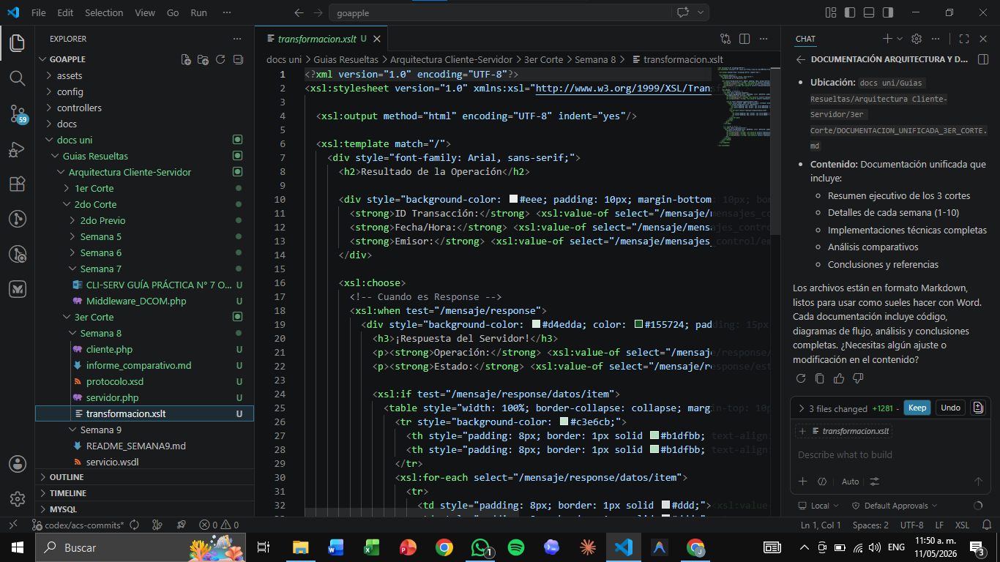 File Edit Selection View Go Run ···
goapple
EXPLORER
GOAPPLE
assets
config
controllers
docs
docs uni
Guias Resueltas
Arquitectura Cliente-Servidor
1er Corte
2do Corte
2do Previo
Semana 5
Semana 6
Semana 7
CLI-SERV GUÍA PRÁCTICA N° 7 O... U
Middleware_DCOM.php U
3er Corte
Semana 8
cliente.php U
informe_comparativo.md U
protocolo.xsd U
servidor.php U
transformacion.xslt U
Semana 9
README_SEMANA9.md
servicio.wsdl
OUTLINE
TIMELINE
MYSQL
59
transformacion.xslt U
docs uni > Guias Resueltas > Arquitectura Cliente-Servidor > 3er Corte > Semana 8 > transformacion.xslt
1 <?xml version="1.0" encoding="UTF-8"?>
2 <xsl:stylesheet version="1.0" xmlns:xsl="http://www.w3.org/1999/XSL/Tran
3
4 <xsl:output method="html" encoding="UTF-8" indent="yes"/>
5
6 <xsl:template match="/">
7 <div style="font-family: Arial, sans-serif;">
8 <h2>Resultado de la Operación</h2>
9
10 <div style="background-color: #eee; padding: 10px; margin-bottom: 10px; bor
11 <strong>ID Transacción:</strong> <xsl:value-of select="/mensaje/mensajes_co
12 <strong>Fecha/Hora:</strong> <xsl:value-of select="/mensaje/mensajes_contro
13 <strong>Emisor:</strong> <xsl:value-of select="/mensaje/mensajes_control/em
14 </div>
15
16 <xsl:choose>
17 <!-- Cuando es Response -->
18 <xsl:when test="/mensaje/response">
19 <div style="background-color: #d4edda; color: #155724; padding: 15px
20 <h3>¡Respuesta del Servidor!</h3>
21 <p><strong>Operación:</strong> <xsl:value-of select="/mensaje/response/
22 <p><strong>Estado:</strong> <xsl:value-of select="/mensaje/response/est
23
24 <xsl:if test="/mensaje/response/datos/item">
25 <table style="width: 100%; border-collapse: collapse; margin-top: 10p
26 <tr style="background-color: #c3e6cb;">
27 <th style="padding: 8px; border: 1px solid #b1dfbb; text-align:
28 <th style="padding: 8px; border: 1px solid #b1dfbb; text-align:
29 </tr>
30 <xsl:for-each select="/mensaje/response/datos/item">
31 <tr>
32 <td style="padding: 8px; border: 1px solid #ddd;"><xsl:value-
CHAT
DOCUMENTACIÓN ARQUITECTURA Y D...
• Ubicación: docs uni/Guias
Resueltas/Arquitectura Cliente-
Servidor/3er
Corte/DOCUMENTACION_UNIFICADA_3ER_CORTE.
md
• Contenido: Documentación unificada que
incluye:
Resumen ejecutivo de los 3 cortes
Detalles de cada semana (1-10)
Implementaciones técnicas completas
Análisis comparativos
Conclusiones y referencias
Los archivos están en formato Markdown,
listos para usar como sueles hacer con Word.
Cada documentación incluye código,
diagramas de flujo, análisis y conclusiones
completas. ¿Necesitas algún ajuste o
modificación en el contenido?
3 files changed +1281 - Keep Undo
transformacion.xslt
Describe what to build
Auto
Local Default Approvals
codex/acs-commits* 0 0
Ln 1, Col 1 Spaces: 2 UTF-8 LF XSL
Buscar
1
ENG
11:50 a. m.
11/05/2026
3